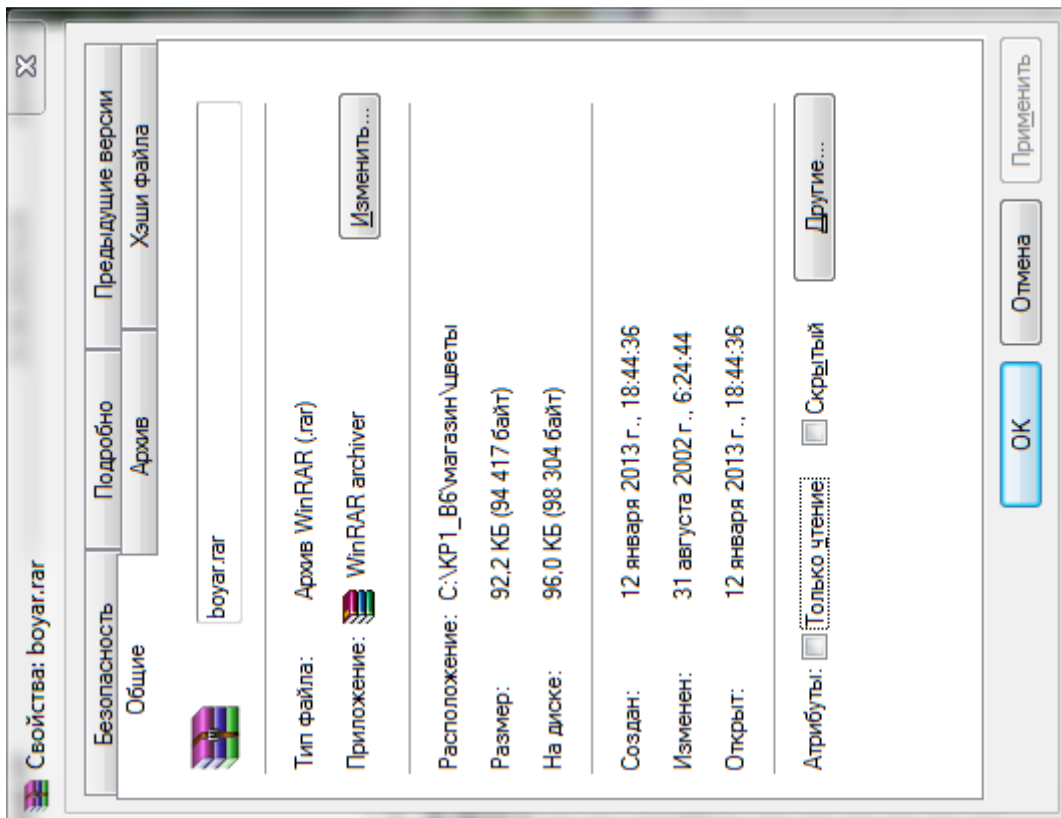 Свойства: boyar.rar
Безопасность Подробно Предыдущие версии
Общие Архив Хэши файла
boyar.rar
Тип файла: Архив WinRAR (.rar)
Приложение: WinRAR archiver Изменить...
Расположение: C:\KP1_B6\магазин\цветы
Размер: 92,2 КБ (94 417 байт)
На диске: 96,0 КБ (98 304 байт)
Создан: 12 января 2013 г., 18:44:36
Изменен: 31 августа 2002 г., 6:24:44
Открыт: 12 января 2013 г., 18:44:36
Атрибуты: Только чтение Скрытый Другие...
ОК Отмена Применить